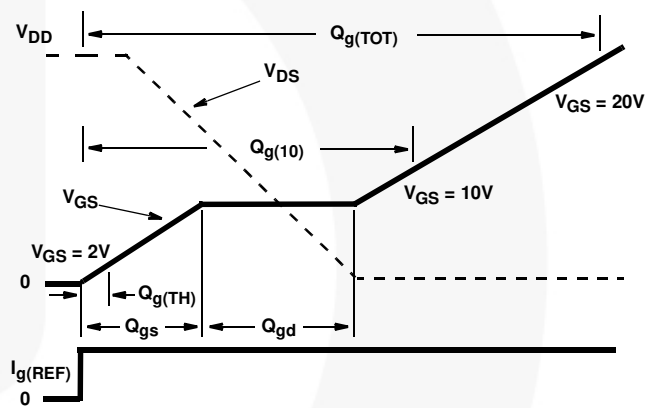 V_DD
Q_g(TOT)
V_DS
V_GS = 20V
Q_g(10)
V_GS
V_GS = 10V
V_GS = 2V
0
Q_g(TH)
Q_gs
Q_gd
I_g(REF)
0